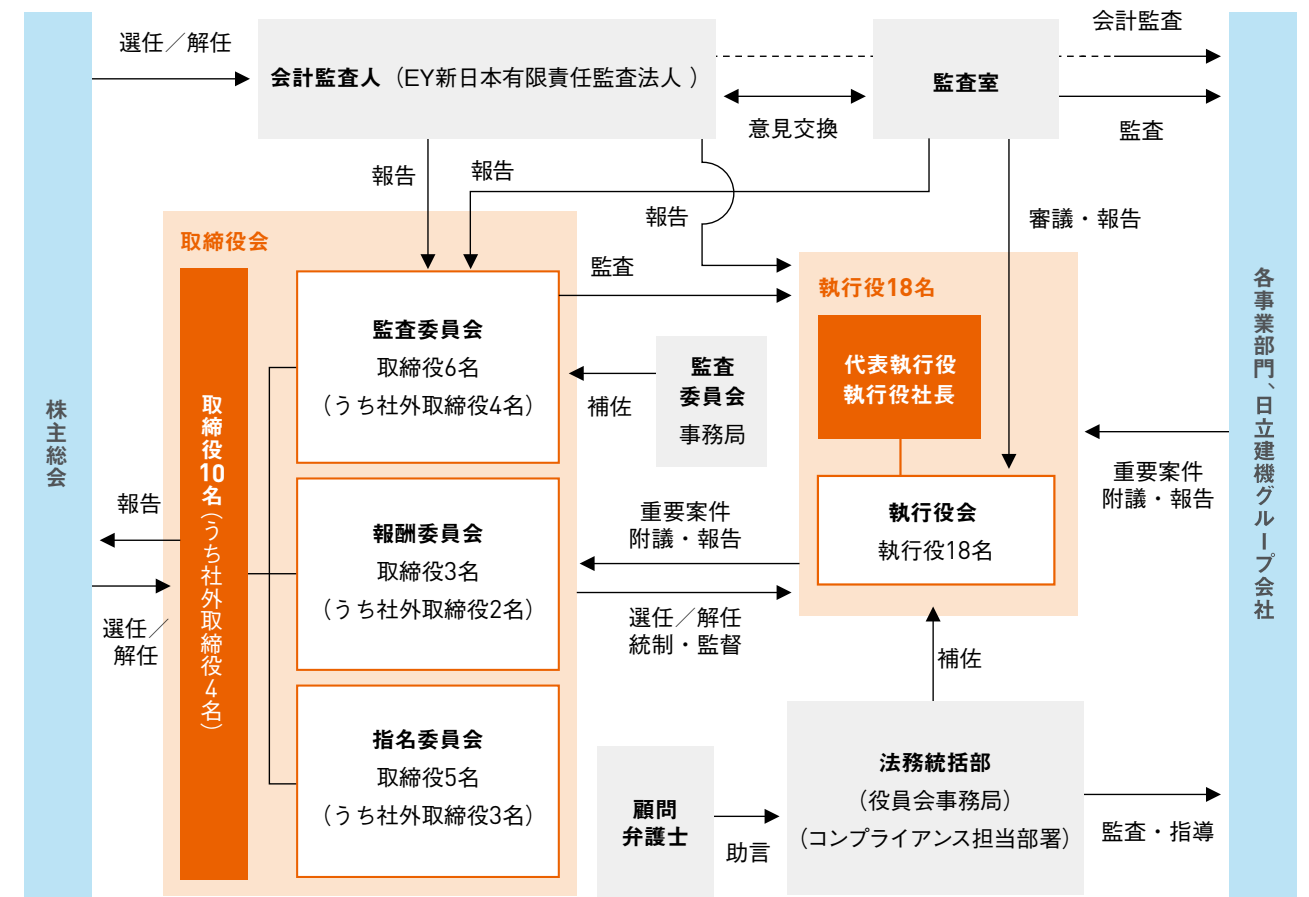 株主総会
選任／解任
会計監査人（EY新日本有限責任監査法人 ）
意見交換
監査室
会計監査
監査
報告
報告
報告
審議・報告
取締役会
取締役10名（うち社外取締役4名）
監査委員会
取締役6名
（うち社外取締役4名）
監査
補佐
監査
委員会
事務局
執行役18名
代表執行役
執行役社長
執行役会
執行役18名
重要案件
附議・報告
各事業部門、日立建機グループ会社
報告
選任／
解任
報酬委員会
取締役3名
（うち社外取締役2名）
重要案件
附議・報告
選任／解任
統制・監督
補佐
指名委員会
取締役5名
（うち社外取締役3名）
顧問
弁護士
助言
法務統括部
（役員会事務局）
（コンプライアンス担当部署）
監査・指導